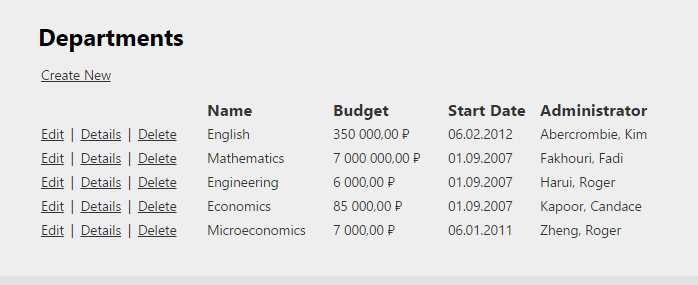 Departments
Create New
Name Budget Start Date Administrator
Edit | Details | Delete English 350 000,00 ₽ 06.02.2012 Abercrombie, Kim
Edit | Details | Delete Mathematics 7 000 000,00 ₽ 01.09.2007 Fakhouri, Fadi
Edit | Details | Delete Engineering 6 000,00 ₽ 01.09.2007 Harui, Roger
Edit | Details | Delete Economics 85 000,00 ₽ 01.09.2007 Kapoor, Candace
Edit | Details | Delete Microeconomics 7 000,00 ₽ 06.01.2011 Zheng, Roger